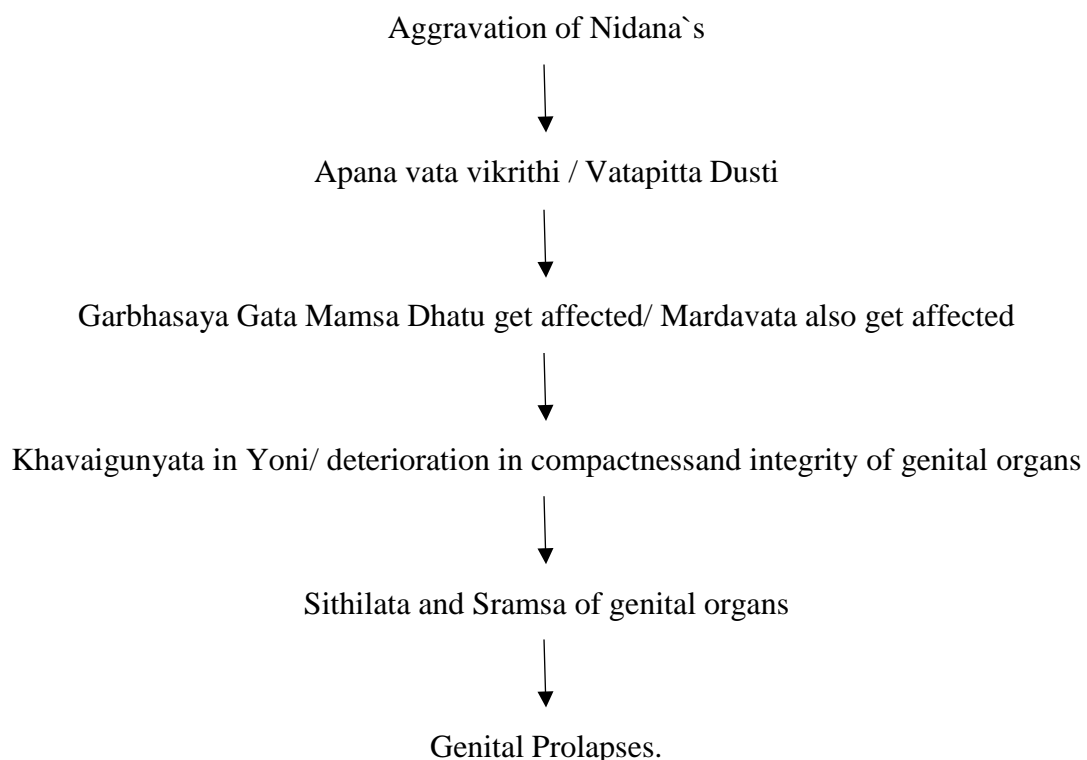 Aggravation of Nidana`s
Apana vata vikrithi / Vatapitta Dusti
Garbhasaya Gata Mamsa Dhatu get affected/ Mardavata also get affected
Khavaigunyata in Yoni/ deterioration in compactnessand integrity of genital organs
Sithilata and Sramsa of genital organs
Genital Prolapses.